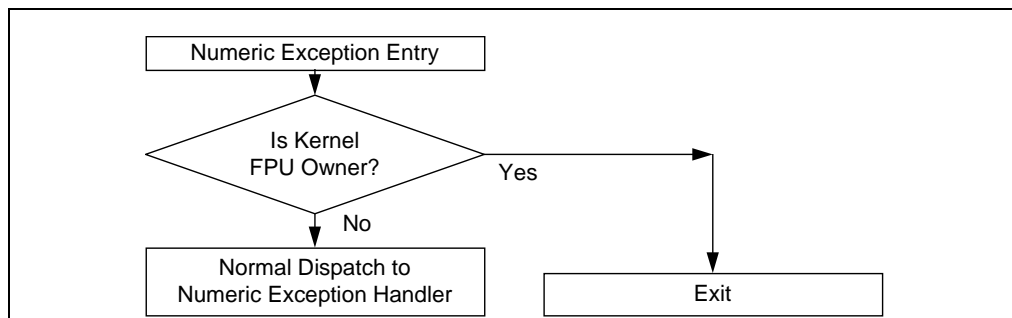 Numeric Exception Entry
Is Kernel
FPU Owner?
Yes
No
Normal Dispatch to
Numeric Exception Handler
Exit